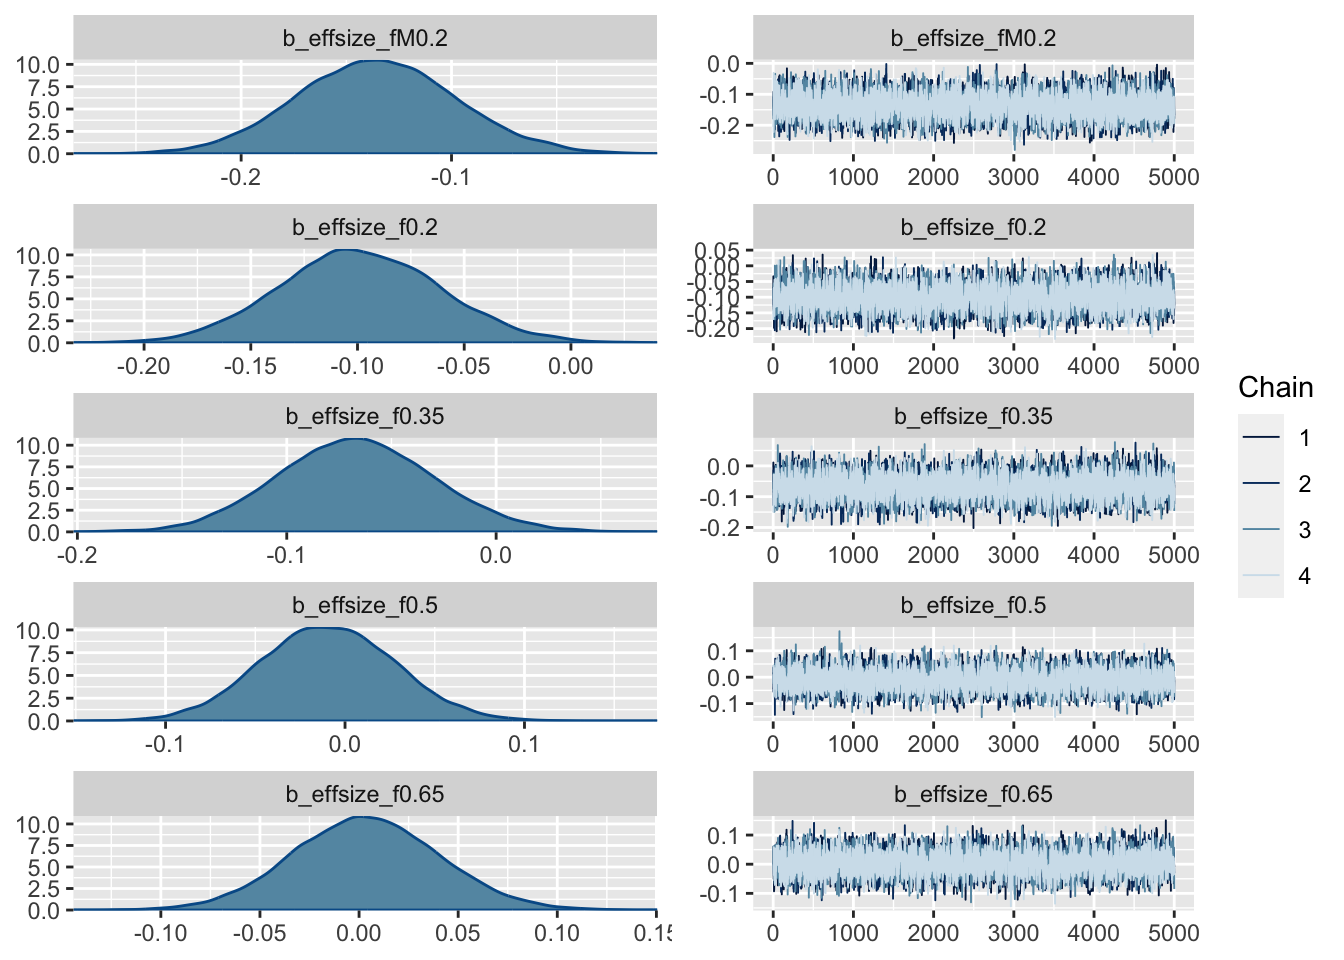 b_effsize_fM0.2
10.0
7.5
5.0
2.5
0.0
-0.2 -0.1
b_effsize_fM0.2
0.0
-0.1
-0.2
0 1000 2000 3000 4000 5000
b_effsize_f0.2
10.0
7.5
5.0
2.5
0.0
-0.20 -0.15 -0.10 -0.05 0.00
b_effsize_f0.2
0.05
0.00
-0.05
-0.10
-0.15
-0.20
0 1000 2000 3000 4000 5000
b_effsize_f0.35
10.0
7.5
5.0
2.5
0.0
-0.2 -0.1 0.0
b_effsize_f0.35
0.0
-0.1
-0.2
0 1000 2000 3000 4000 5000
b_effsize_f0.5
10.0
7.5
5.0
2.5
0.0
-0.1 0.0 0.1
b_effsize_f0.5
0.1
0.0
-0.1
0 1000 2000 3000 4000 5000
b_effsize_f0.65
10.0
7.5
5.0
2.5
0.0
-0.10 -0.05 0.00 0.05 0.10 0.15
b_effsize_f0.65
0.1
0.0
-0.1
0 1000 2000 3000 4000 5000
Chain
1
2
3
4